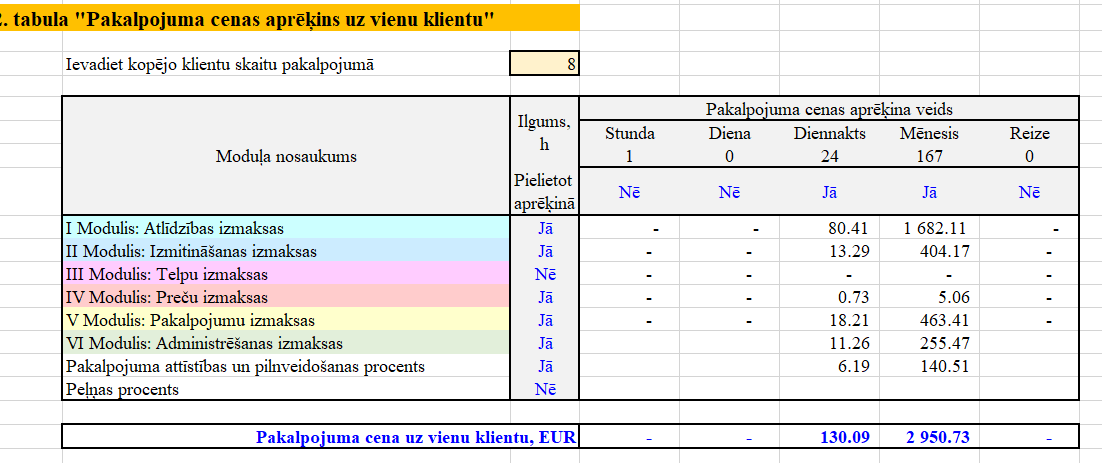 2. tabula "Pakalpojuma cenas aprēķins uz vienu klientu"
Ievadiet kopējo klientu skaitu pakalpojumā 8
Moduļa nosaukums
Ilgums, h
Pielietot aprēķinā
Pakalpojuma cenas aprēķina veids
Stunda Diena Diennakts Mēnesis Reize
1 0 24 167 0
Nē Nē Jā Jā Nē
I Modulis: Atlīdzības izmaksas Jā - - 80.41 1 682.11 -
II Modulis: Izmitināšanas izmaksas Jā - - 13.29 404.17 -
III Modulis: Telpu izmaksas Nē - - - - -
IV Modulis: Preču izmaksas Jā - - 0.73 5.06 -
V Modulis: Pakalpojumu izmaksas Jā - - 18.21 463.41 -
VI Modulis: Administrēšanas izmaksas Jā 11.26 255.47
Pakalpojuma attīstības un pilnveidošanas procents Jā 6.19 140.51
Peļņas procents Nē
Pakalpojuma cena uz vienu klientu, EUR - - 130.09 2 950.73 -